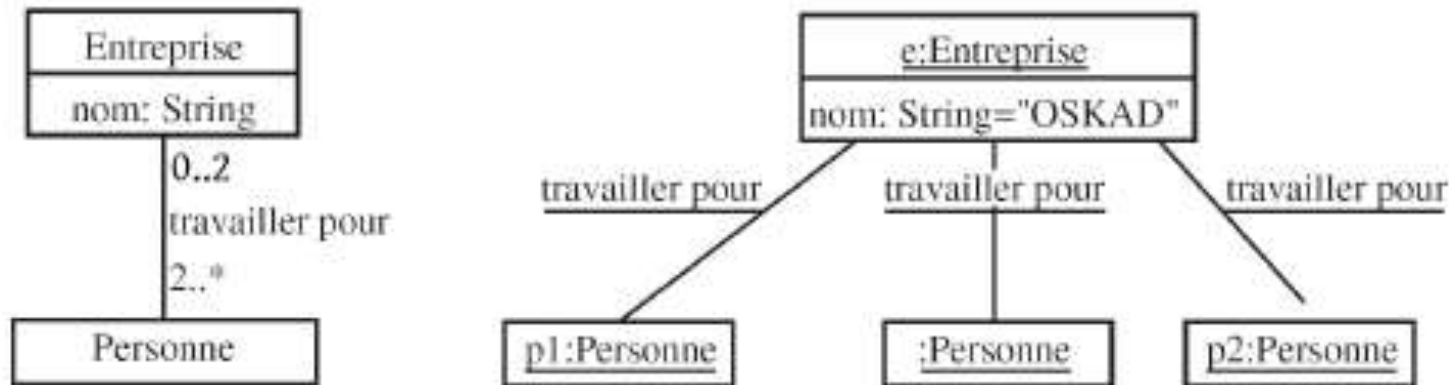 Entreprise
nom: String
0..2
travailler pour
2..*
Personne
e:Entreprise
nom: String="OSKAD"
travailler pour
travailler pour
travailler pour
p1:Personne
:Personne
p2:Personne